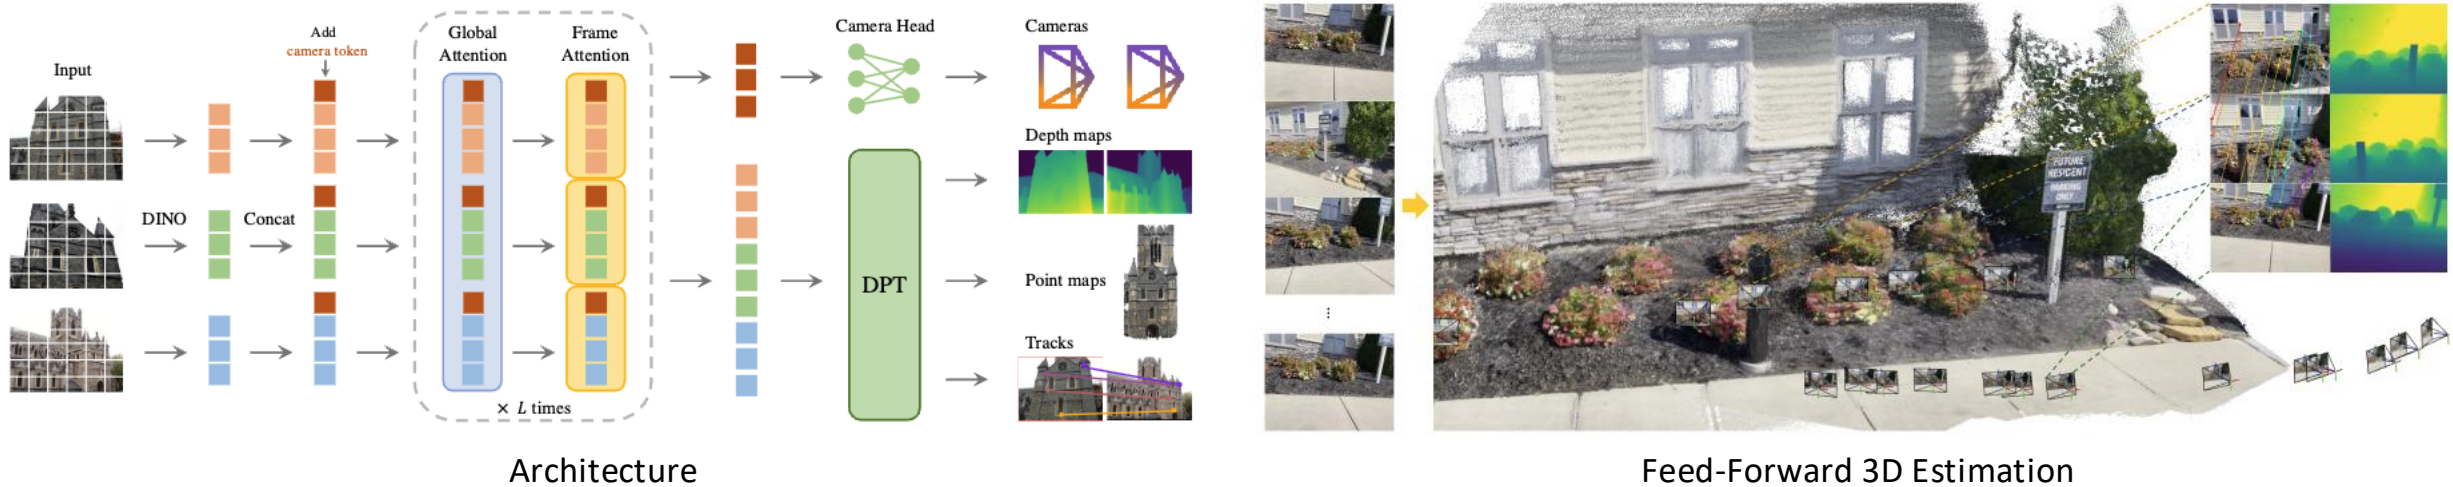 Input
DINO
Concat
Add
camera token
Global
Attention
Frame
Attention
× L times
Camera Head
DPT
Cameras
Depth maps
Point maps
Tracks
Architecture
FUTURE
RESIDENT
PARKING
ONLY
Feed-Forward 3D Estimation